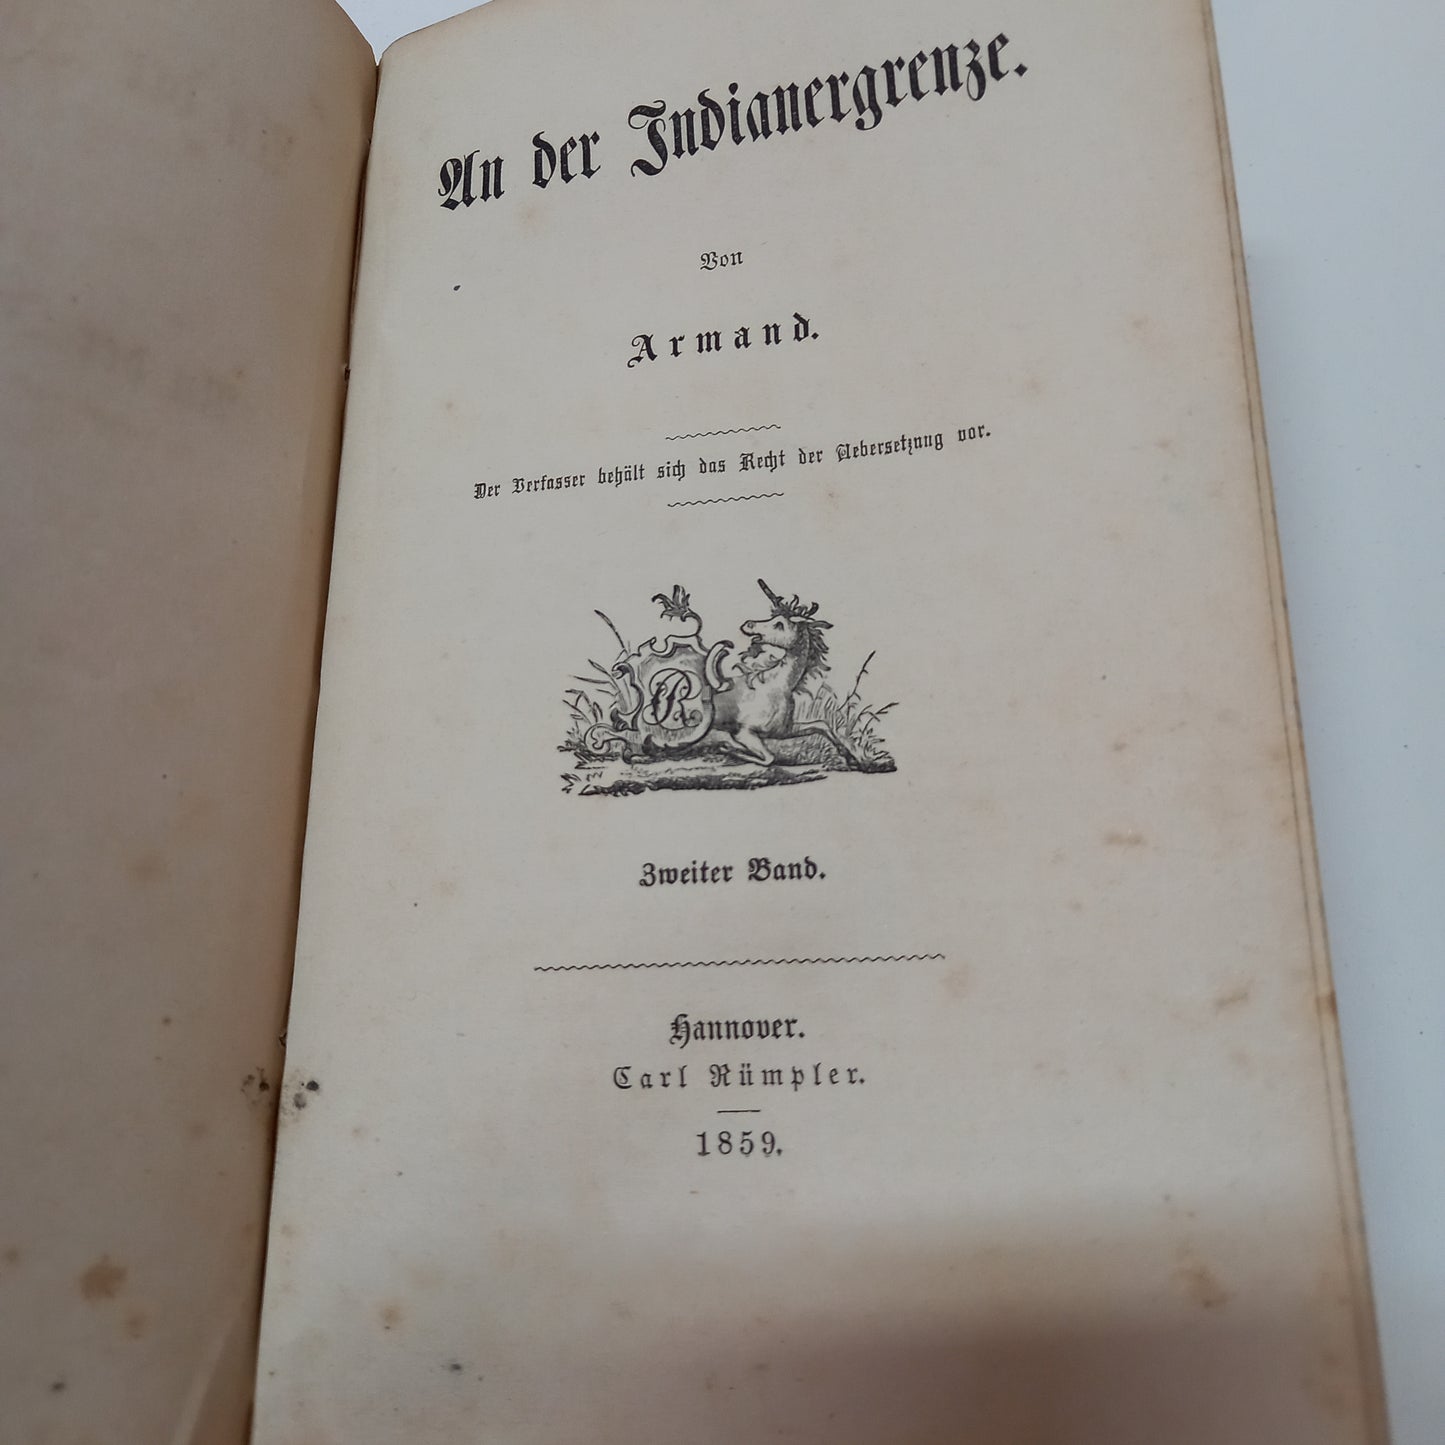 An der Indianergrenze.
Von
Armand.
Der Verfasser behält sich das Recht der Uebersetzung vor.
CR
Zweiter Band.
Hannover.
Carl Rümpler.
1859.